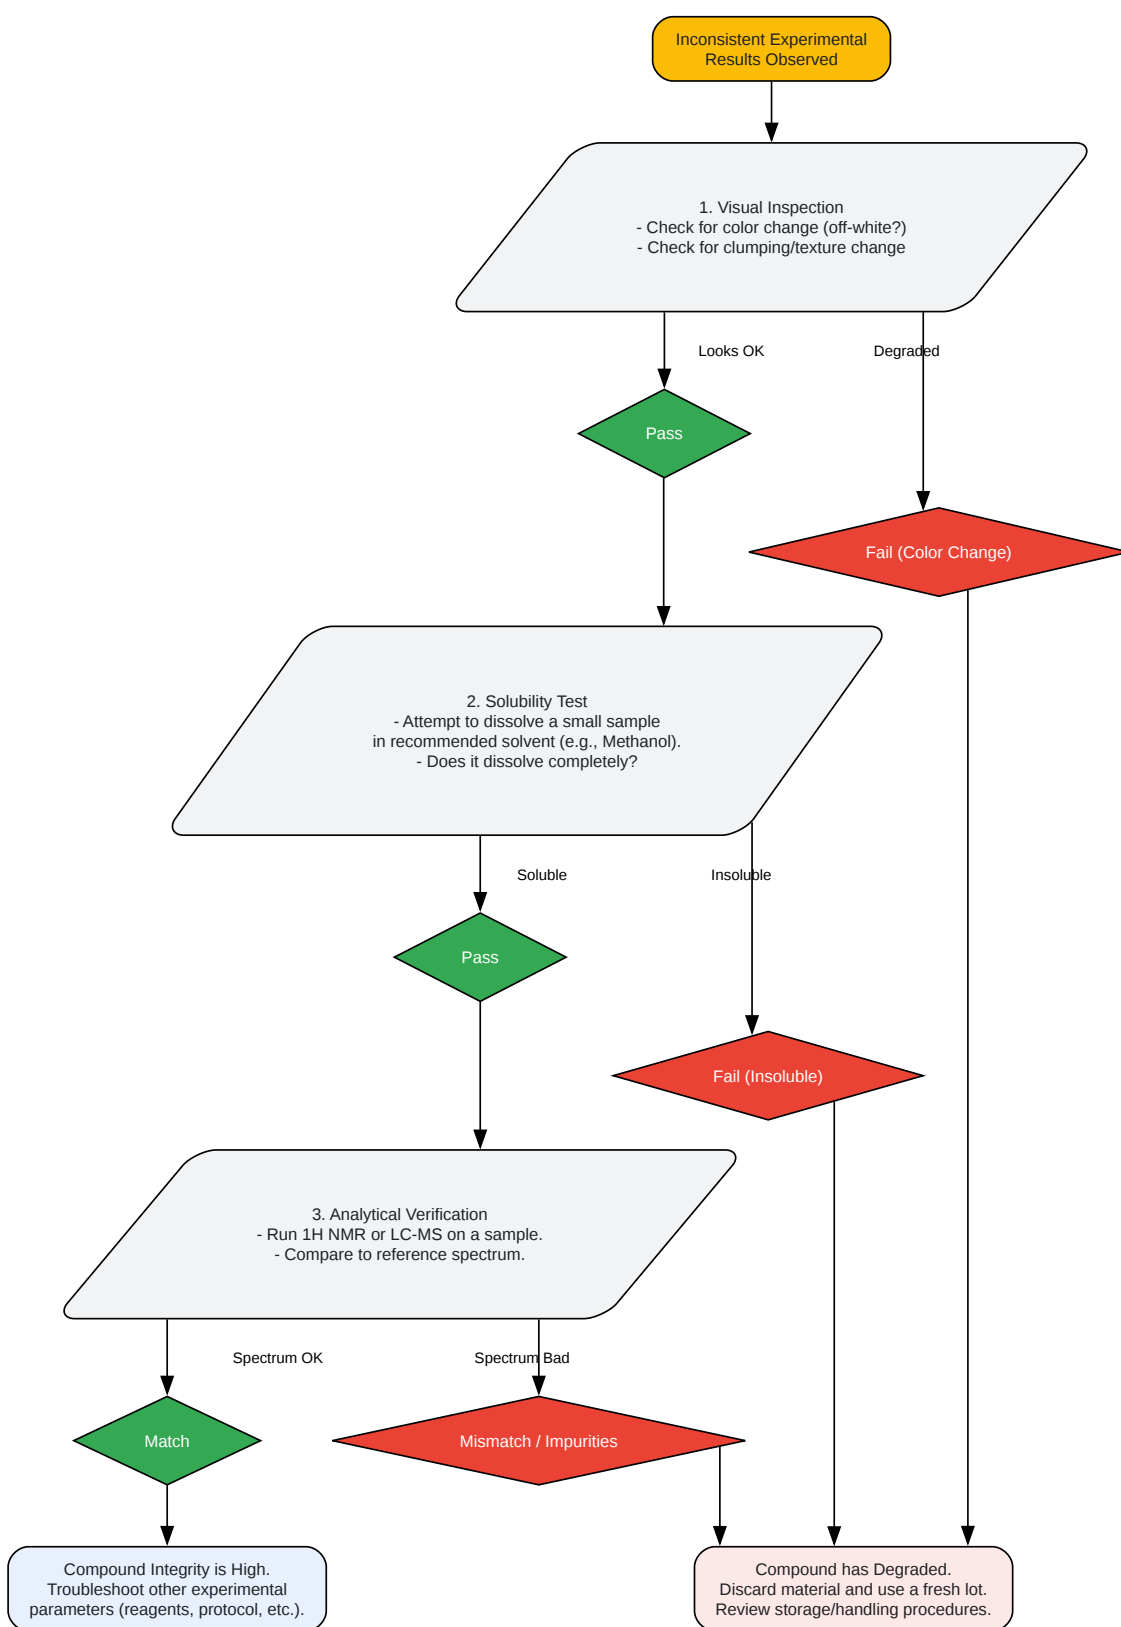 Inconsistent Experimental
Results Observed
1. Visual Inspection
- Check for color change (off-white?)
- Check for clumping/texture change
Looks OK
Degraded
Pass
Fail (Color Change)
2. Solubility Test
- Attempt to dissolve a small sample
in recommended solvent (e.g., Methanol).
- Does it dissolve completely?
Soluble
Insoluble
Pass
Fail (Insoluble)
3. Analytical Verification
- Run 1H NMR or LC-MS on a sample.
- Compare to reference spectrum.
Spectrum OK
Spectrum Bad
Match
Mismatch / Impurities
Compound Integrity is High.
Troubleshoot other experimental
parameters (reagents, protocol, etc.).
Compound has Degraded.
Discard material and use a fresh lot.
Review storage/handling procedures.